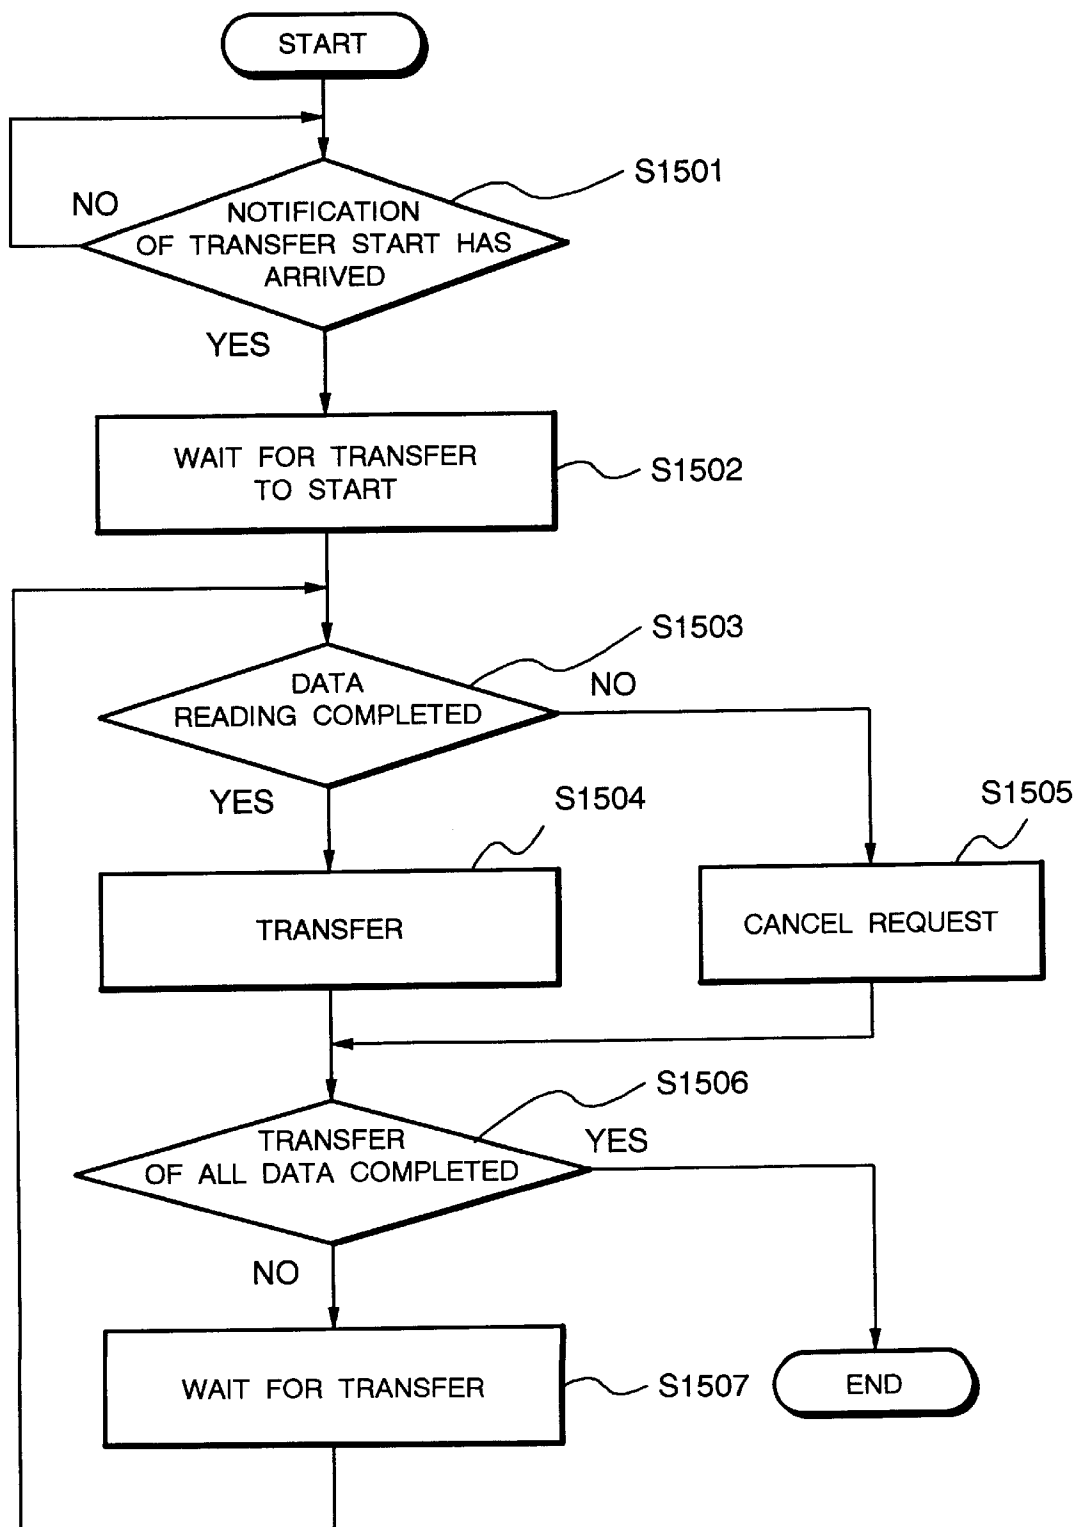 START
S1501
NO
NOTIFICATION
OF TRANSFER START HAS
ARRIVED
YES
WAIT FOR TRANSFER
TO START
S1502
S1503
DATA
READING COMPLETED
NO
YES
S1504
S1505
TRANSFER
CANCEL REQUEST
S1506
TRANSFER
OF ALL DATA COMPLETED
YES
NO
WAIT FOR TRANSFER
S1507
END